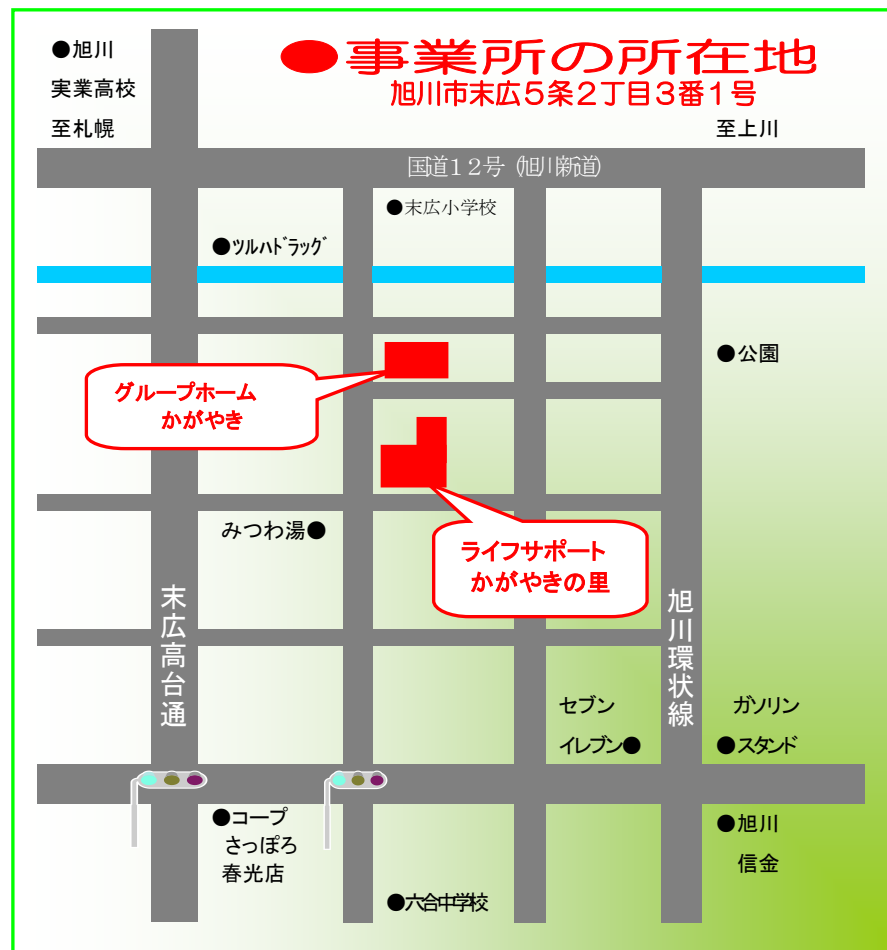 ●事業所の所在地
旭川市末広５条２丁目３番１号
●旭川
実業高校
至札幌
至上川
国道１２号（旭川新道）
●末広小学校
●ツルハドラッグ
●公園
グループホーム
かがやき
みつわ湯●
ライフサポート
かがやきの里
末広高台通
旭川環状線
セブン
イレブン●
ガソリン
●スタンド
●コープ
さっぽろ
春光店
●旭川
信金
●六合中学校